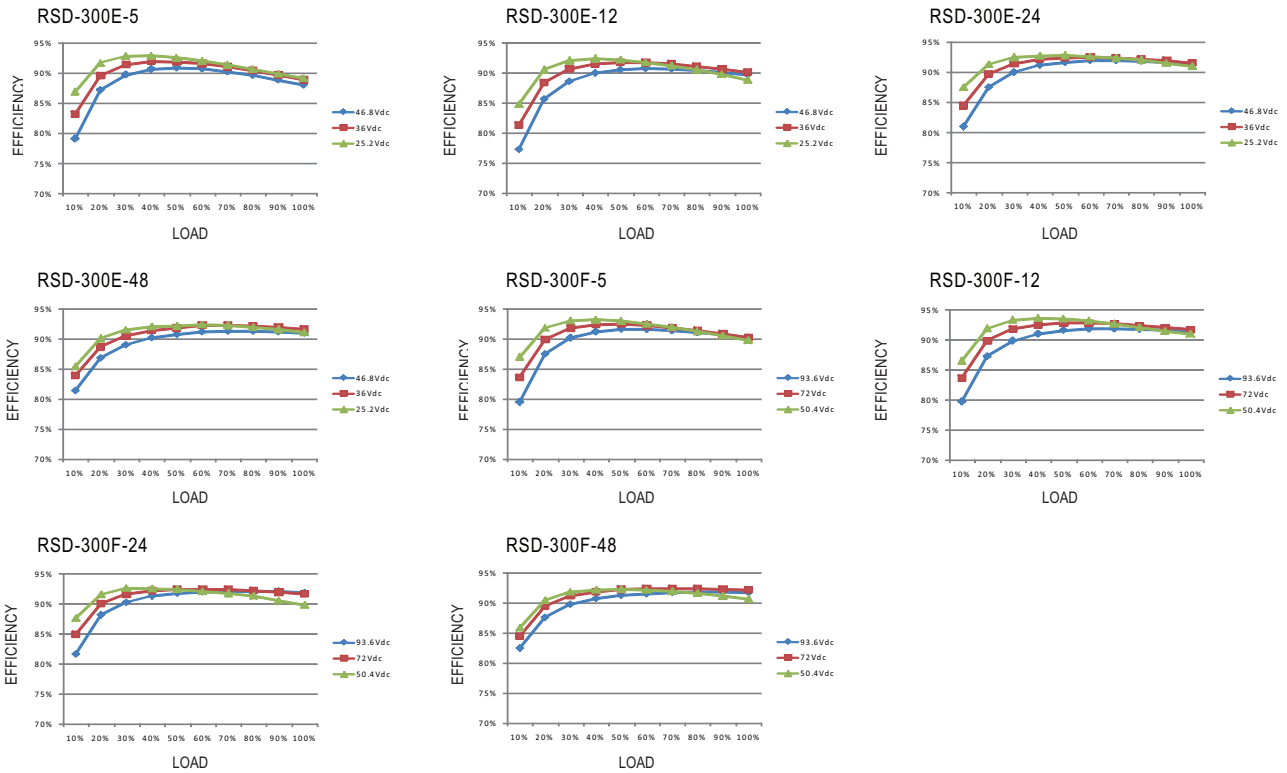 RSD-300E-5
95%
90%
85%
80%
75%
70%
EFFICIENCY
10% 20% 30% 40% 50% 60% 70% 80% 90% 100%
LOAD
46.8Vdc
36Vdc
25.2Vdc
RSD-300E-12
95%
90%
85%
80%
75%
70%
EFFICIENCY
10% 20% 30% 40% 50% 60% 70% 80% 90% 100%
LOAD
46.8Vdc
36Vdc
25.2Vdc
RSD-300E-24
95%
90%
85%
80%
75%
70%
EFFICIENCY
10% 20% 30% 40% 50% 60% 70% 80% 90% 100%
LOAD
46.8Vdc
36Vdc
25.2Vdc
RSD-300E-48
95%
90%
85%
80%
75%
70%
EFFICIENCY
10% 20% 30% 40% 50% 60% 70% 80% 90% 100%
LOAD
46.8Vdc
36Vdc
25.2Vdc
RSD-300F-5
95%
90%
85%
80%
75%
70%
EFFICIENCY
10% 20% 30% 40% 50% 60% 70% 80% 90% 100%
LOAD
93.6Vdc
72Vdc
50.4Vdc
RSD-300F-12
95%
90%
85%
80%
75%
70%
EFFICIENCY
10% 20% 30% 40% 50% 60% 70% 80% 90% 100%
LOAD
93.6Vdc
72Vdc
50.4Vdc
RSD-300F-24
95%
90%
85%
80%
75%
70%
EFFICIENCY
10% 20% 30% 40% 50% 60% 70% 80% 90% 100%
LOAD
93.6Vdc
72Vdc
50.4Vdc
RSD-300F-48
95%
90%
85%
80%
75%
70%
EFFICIENCY
10% 20% 30% 40% 50% 60% 70% 80% 90% 100%
LOAD
93.6Vdc
72Vdc
50.4Vdc